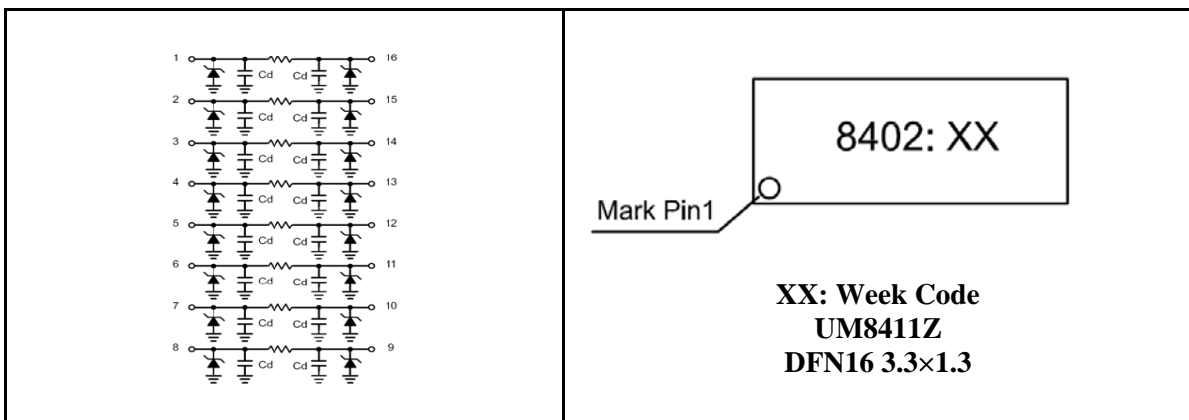 1 16
Cd Cd
2 15
Cd Cd
3 14
Cd Cd
4 13
Cd Cd
5 12
Cd Cd
6 11
Cd Cd
7 10
Cd Cd
8 9
Cd Cd
8402: XX
Mark Pin1
XX: Week Code
UM8411Z
DFN16 3.3×1.3